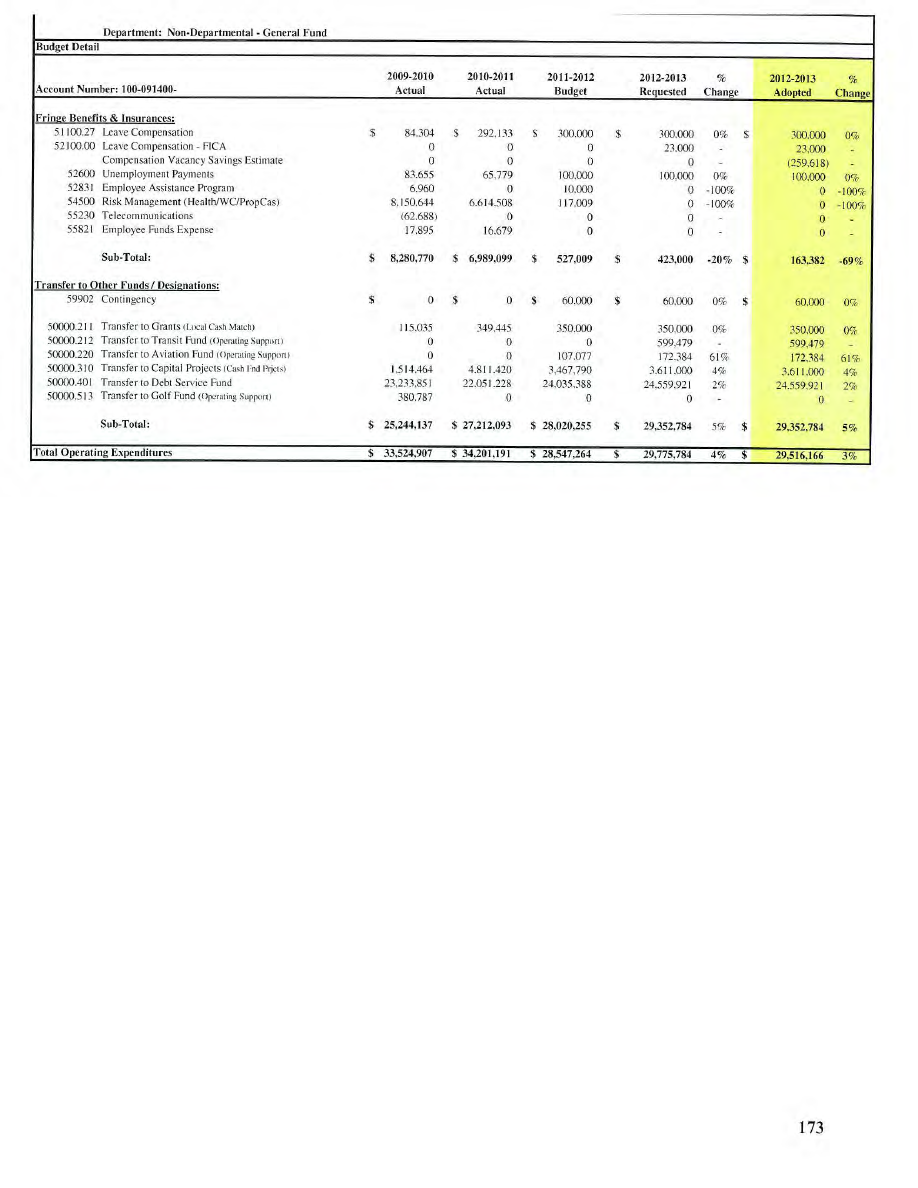 Department: Non-Departmental - General Fund
Budget Detail
2009-2010 2010-2011 2011-2012 2012-2013 % 2012-2013 %
Account Number: 100-091400- Actual Actual Budget Requested Change Adopted Change
Fringe Benefits & Insurances:
51100.27 Leave Compensation $ 84,304 $ 292,133 $ 300,000 $ 300,000 0% $ 300,000 0%
52100.00 Leave Compensation - FICA 0 0 0 23,000 - 23,000 -
Compensation Vacancy Savings Estimate 0 0 0 0 - (259,618) -
52600 Unemployment Payments 83,655 65,779 100,000 100,000 0% 100,000 0%
52831 Employee Assistance Program 6,960 0 10,000 0 -100% 0 -100%
54500 Risk Management (Health/WC/PropCas) 8,150,644 6,614,508 117,009 0 -100% 0 -100%
55230 Telecommunications (62,688) 0 0 0 - 0 -
55821 Employee Funds Expense 17,895 16,679 0 0 - 0 -
Sub-Total: $ 8,280,770 $ 6,989,099 $ 527,009 $ 423,000 -20% $ 163,382 -69%
Transfer to Other Funds / Designations:
59902 Contingency $ 0 $ 0 $ 60,000 $ 60,000 0% $ 60,000 0%
50000.211 Transfer to Grants (Local Cash Match) 115,035 349,445 350,000 350,000 0% 350,000 0%
50000.212 Transfer to Transit Fund (Operating Support) 0 0 0 599,479 - 599,479 -
50000.220 Transfer to Aviation Fund (Operating Support) 0 0 107,077 172,384 61% 172,384 61%
50000.310 Transfer to Capital Projects (Cash Fnd Prjcts) 1,514,464 4,811,420 3,467,790 3,611,000 4% 3,611,000 4%
50000.401 Transfer to Debt Service Fund 23,233,851 22,051,228 24,035,388 24,559,921 2% 24,559,921 2%
50000.513 Transfer to Golf Fund (Operating Support) 380,787 0 0 0 - 0 -
Sub-Total: $ 25,244,137 $ 27,212,093 $ 28,020,255 $ 29,352,784 5% $ 29,352,784 5%
Total Operating Expenditures $ 33,524,907 $ 34,201,191 $ 28,547,264 $ 29,775,784 4% $ 29,516,166 3%
173